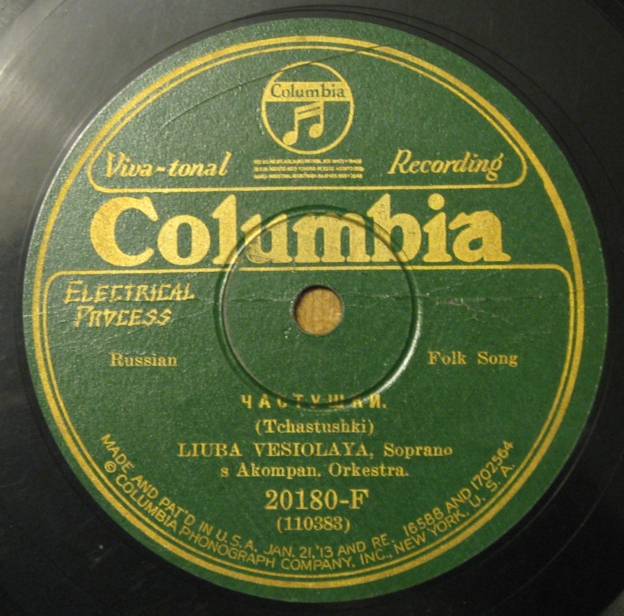 Columbia
Viva-tonal Recording
Columbia
ELECTRICAL
PROCESS
Russian Folk Song
ЧАСТУШКИ.
(Tchastushki)
LIUBA VESIOLAYA, Soprano
s Akompan. Orkestra.
20180-F
(110383)
MADE AND PAT'D IN U.S.A. JAN. 21,'13 AND RE. 16588 AND 1702564
© COLUMBIA PHONOGRAPH COMPANY, INC., NEW YORK, U. S. A.